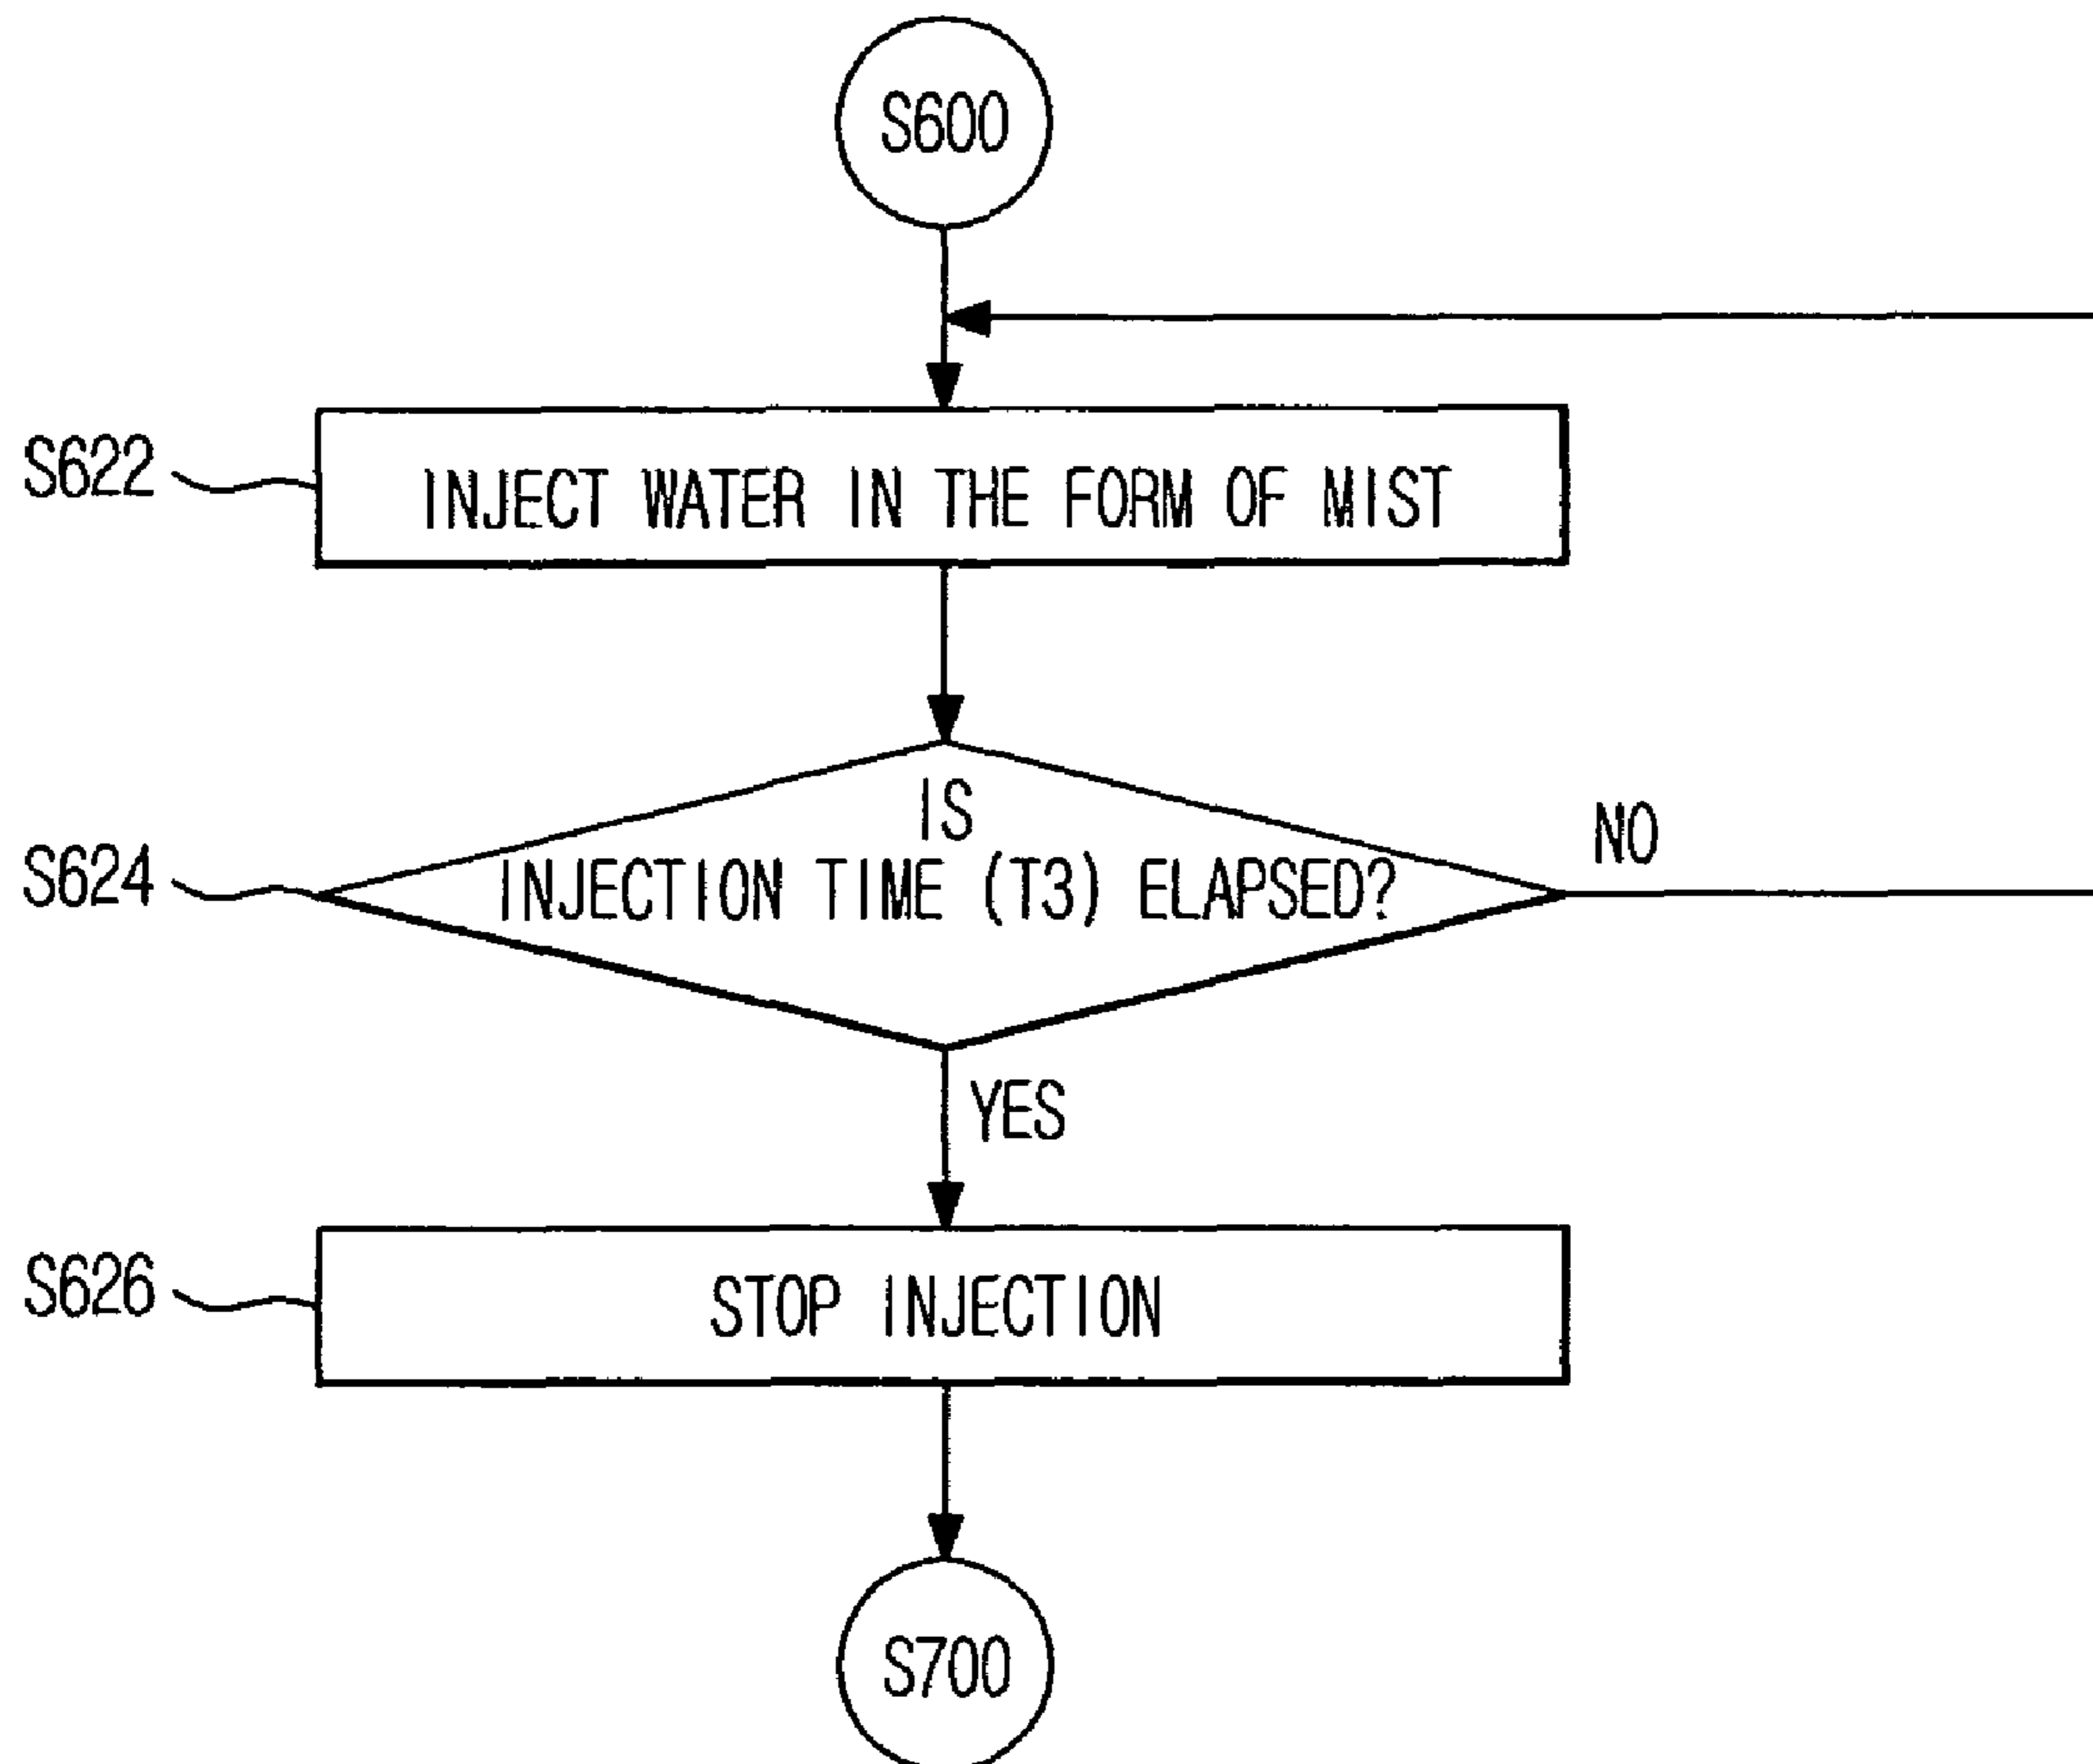 S600
S622
INJECT WATER IN THE FORM OF MIST
IS
NO
S624
INJECTION TIME (T3) ELAPSED?
YES
S626
STOP INJECTION
S700